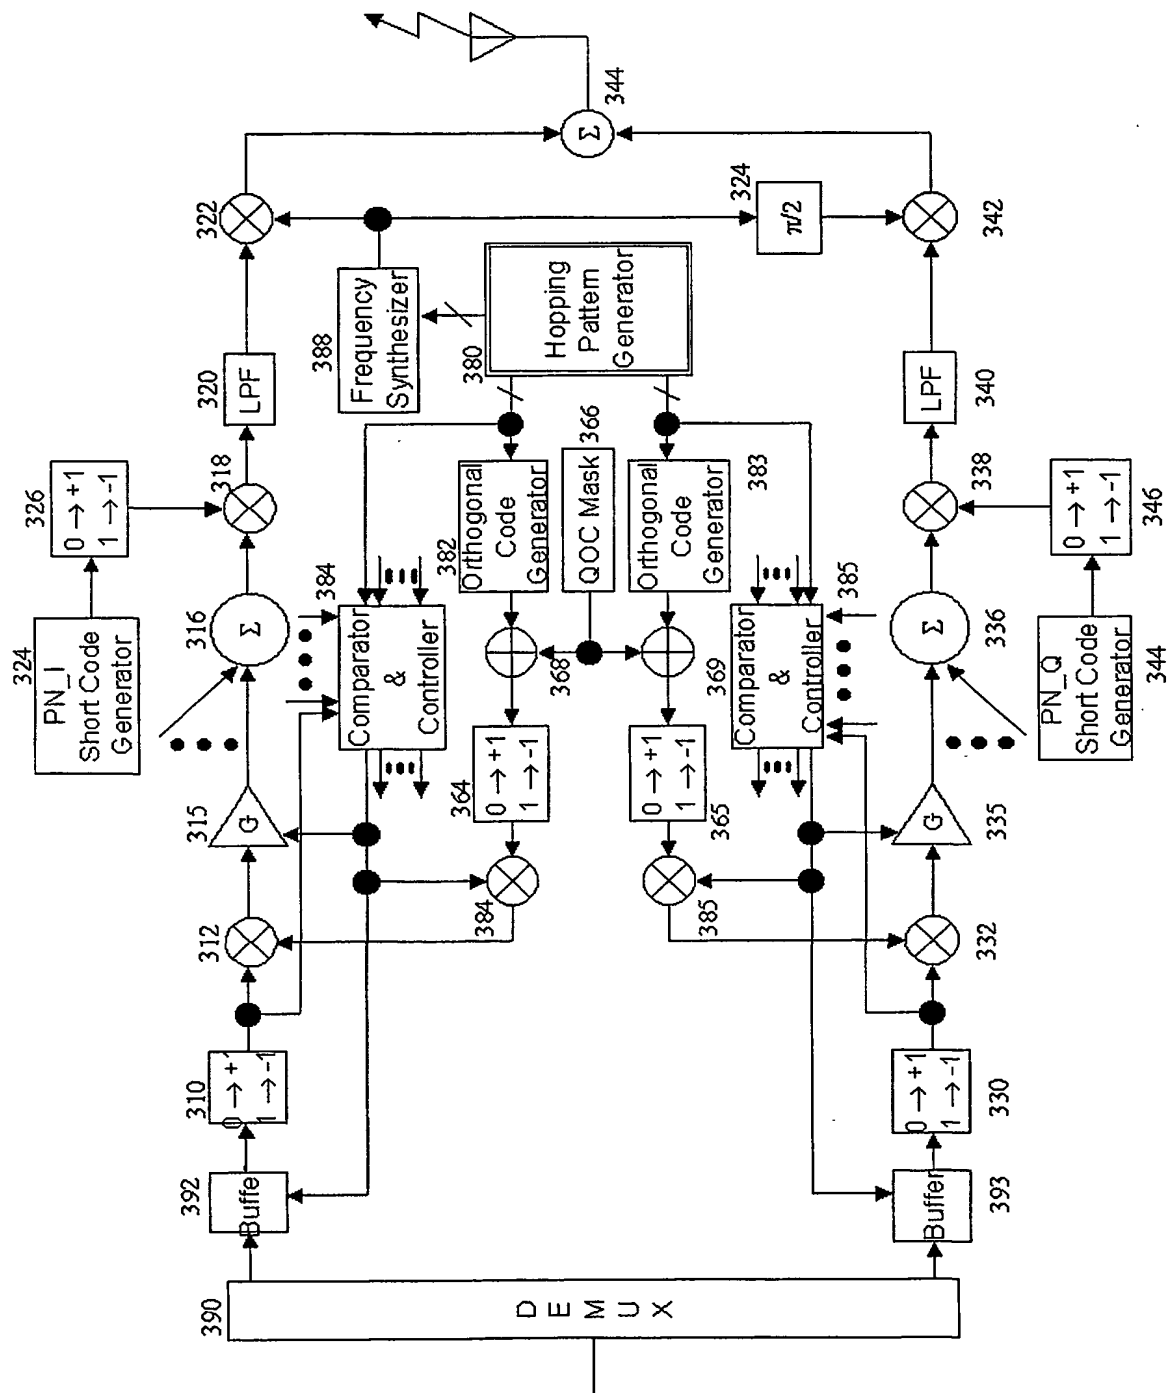 390
D E M U X
392
Buffer
310
0 → +1
1 → -1
312
315
G
324
PN_I
Short Code
Generator
326
0 → +1
1 → -1
316
Σ
318
320
LPF
322
384
Comparator
&
Controller
388
Frequency
Synthesizer
380
Hopping
Pattern
Generator
382
Orthogonal
Code
Generator
368
364
0 → +1
1 → -1
384
366
QOC Mask
383
Orthogonal
Code
Generator
369
365
0 → +1
1 → -1
385
385
Comparator
&
Controller
324
π/2
344
Σ
393
Buffer
330
0 → +1
1 → -1
332
335
G
336
Σ
344
PN_Q
Short Code
Generator
346
0 → +1
1 → -1
338
340
LPF
342